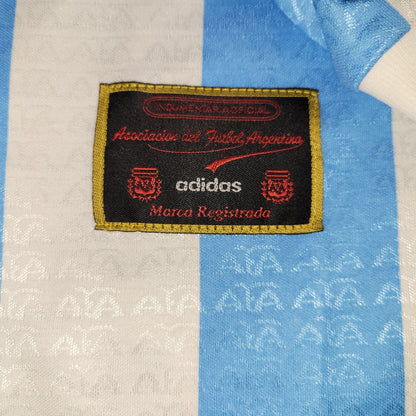 INDUMENTARIA OFICIAL
Asociacion del Futbol Argentino
adidas
Marca Registrada